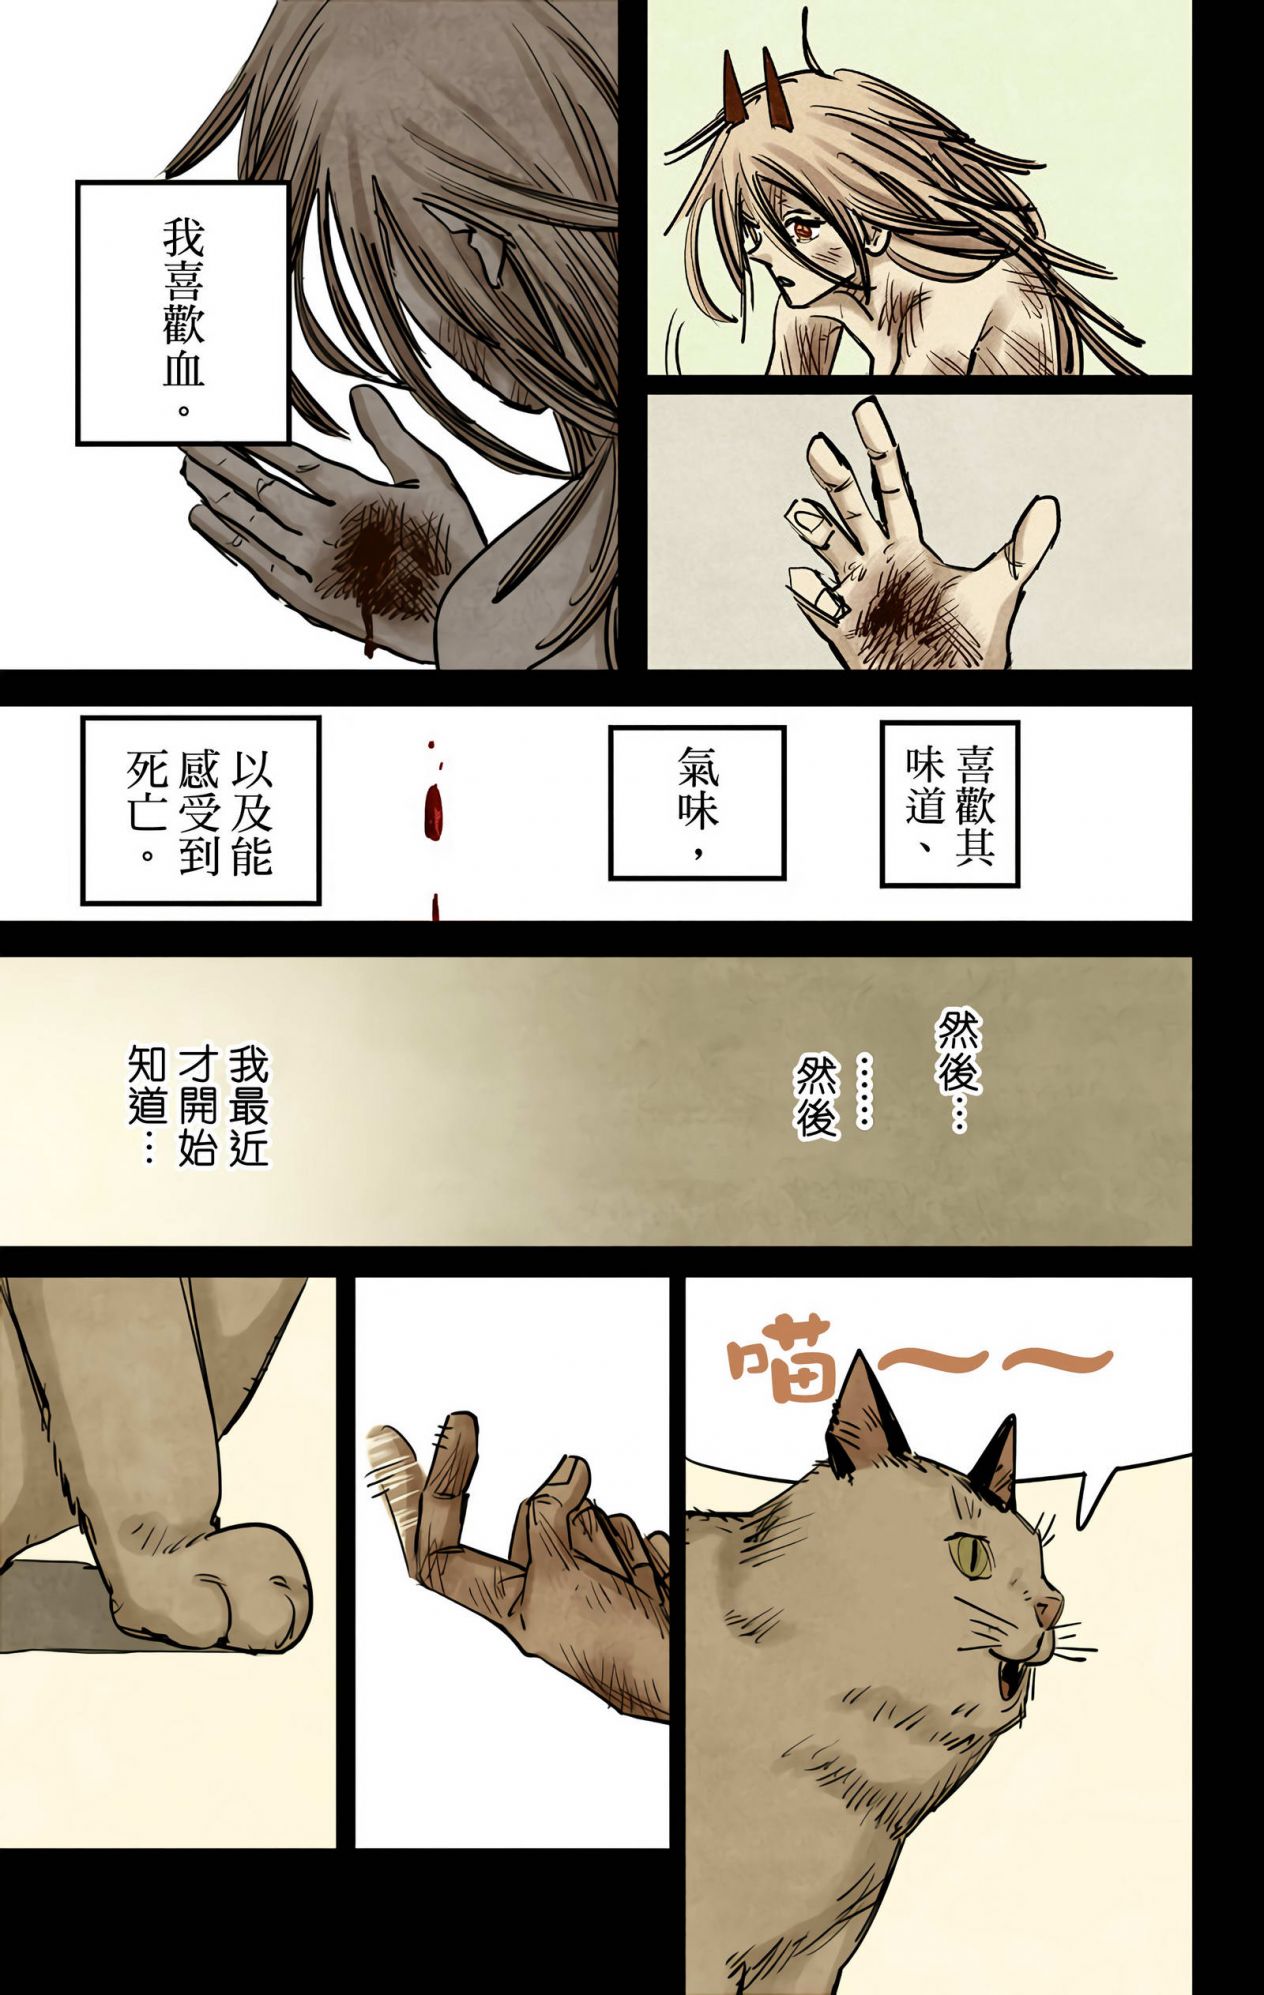 我喜歡血。
喜歡其
味道、
氣味，
以及能
感受到
死亡。
然後…
……
然後
我最近
才開始
知道…
喵～～